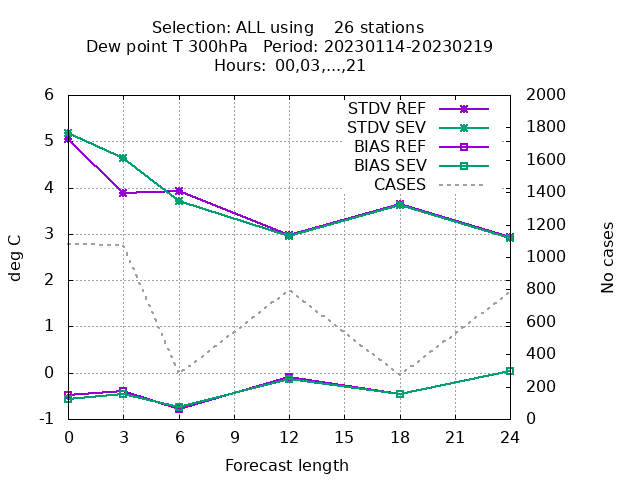 Selection: ALL using    26 stations
Dew point T 300hPa   Period: 20230114-20230219
Hours: 00,03,...,21
STDV REF
STDV SEV
BIAS REF
BIAS SEV
CASES
deg C
6
5
4
3
2
1
0
-1
2000
1800
1600
1400
1200
1000
800
600
400
200
0
No cases
0 3 6 9 12 15 18 21 24
Forecast length